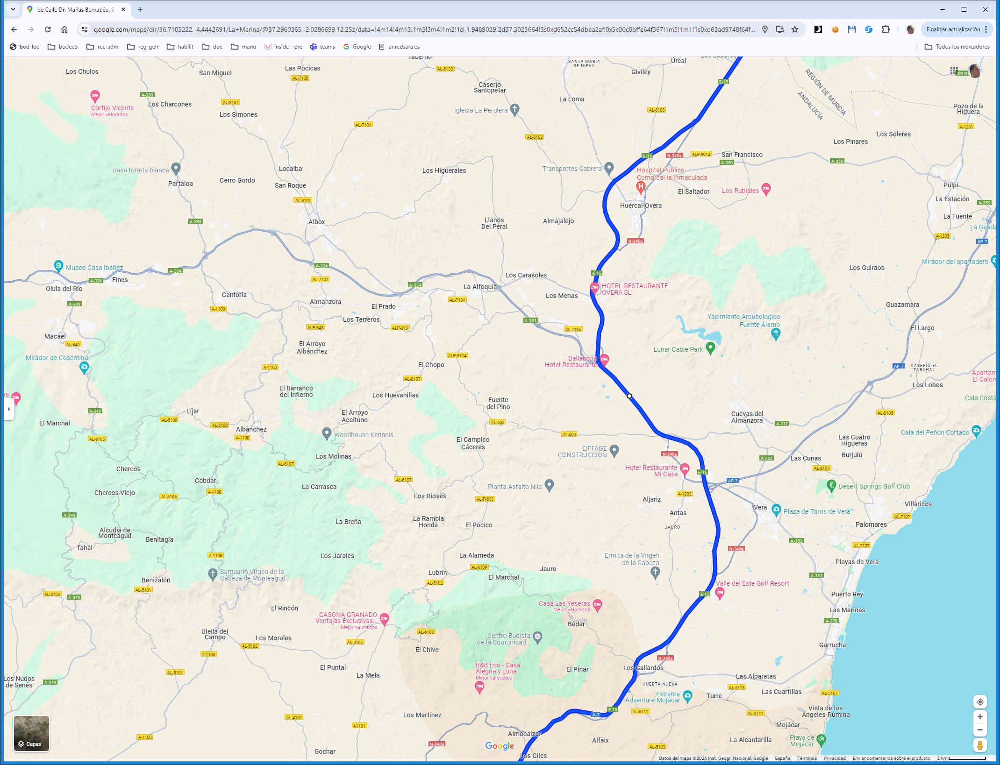 de Calle Dr. Mañas Bernabéu, 9
google.com/maps/dir/36.7105222,-4.4442691/La+Marina/@37.2960365,-2.0286699,12.25z/data=!4m14!4m13!1m5!3m4!1m2!1d-1.9489029!2d37.3023664!3s0xd652cc54dbea2af:0x5c00c8bffe64f367!1m5!1m1!1s0xd63ad9748f64f...
Finalizar actualización
bod-loc
bodeco
rec-adm
reg-gen
habilit
doc
manu
inside - pre
teams
Google
ar.redsara.es
Todos los marcadores
Taberno
SANTA MARÍA
DE NIEVA
Úrcal
Los Chulos
San Miguel
Las Pocicas
AL-8102
Giviley
AL-7100
E-15
REGIÓN DE MURCIA
ANDALUCÍA
Caserío
Santopétar
A-399
Los Charcones
AL-8101
La Loma
Cortijo Vicente
Mejor valorados
Los Simones
Iglesia La Perulera
AL-8103
Pozo de la
Higuera
AL-7101
A-1201
AL-8102
Los Soleres
Los Pinares
E-15
N-340a
ALP-9014
San Francisco
A-350
A-350
casa torreta blanca
Partaloa
Cerro Gordo
Locaiba
San Roque
Los Higuerales
Transportes Cabrera
Hospital Público
Comarcal la Inmaculada
El Saltador
Los Rubiales
Pulpí
La Estación
A-350
AL-8101
Huércal-Overa
La Fuente
A-399
Albox
Llanos
Del Peral
Almajalejo
N-340a
La Geoda
A-1205
AP-7
Museo Casa Ibáñez
A-334
A-334
E-15
Los Guiraos
Mirador del apartadero
A-334
Fines
AL-7102
Los Carasoles
Olula del Río
A-334
La Alfoquía
HOTEL-RESTAURANTE
OVERA SL
Cantoria
Los Menas
A-349
AL-7104
A-1100
Almanzora
El Prado
Guazamara
Los Terreros
A-334
Yacimiento Arqueológico
Fuente Álamo
ALP-843
ALP-843
AL-7106
El Largo
Macael
AL-840
El Arroyo
Albánchez
Lunar Cable Park
Mirador de Cosentino
ALP-8114
Ballabona
Hotel-Restaurante
A-1100
El Chopo
AP-7
CASERÍO EL
TARAHAL
Apartam
El Calón
AL-8107
Los Lobos
El Barranco
del Infierno
Los Huevanillas
as
Fuente
del Pino
Cala Crista
A-349
Líjar
El Arroyo
Aceituno
Cuevas del
Almanzora
AL-8105
El Marchal
AL-5100
AL-5100
AL-600
A-332
Albánchez
A-1100
Woodhouse Kennels
AL-600
Cala del Peñón Cortado
AL-6105
El Campico
Cáceres
Las Cuatro
Higueras
EIFFAGE
CONSTRUCCION
N-340a
Los Molinas
A-352
Las Cunas
Burjulu
AL-6107
Chercos
Hotel Restaurante
Mi Casa
E-15
AL-8104
Cóbdar
AL-6107
AP-7
Chercos Viejo
A-1100
La Carrasca
Planta Asfalto Nila
Desert Springs Golf Club
AL-6106
Los Dioses
AL-P-813
A-1202
Aljariz
Villaricos
Vera
Plaza de Toros de Vera
A-349
Antas
AL-7107
La Breña
La Rambla
Honda
El Pocico
JAURO
Palomares
Alcudia de
Monteagud
Benitagla
A-352
AL-7107
Tahal
N-340a
A-1100
Los Jarales
La Alameda
Ermita de la Virgen
de la Cabeza
Playas de Vera
AL-6109
Santuario Virgen de la
Cabeza de Monteagud
Lubrín
Jauro
El Marchal
A-352
Benizalón
AL-5102
Valle del Este Golf Resort
AL-5101
AL-4100
A-349
E-15
Puerto Rey
El Rincón
Casa Las Yeseras
Mejor valorados
Las Marinas
CASONA GRANADO
Ventajas Exclusivas...
Mejor valorados
Bédar
A-370
Uleila del
Campo
Los Morales
AL-6108
Centro Budista
de la Comunidad...
AL-5102
AL-5102
El Chive
Garrucha
A-1100
N-340a
B&B Eco - Casa
Alegría y Luna
Mejor valorados
El Puntal
El Pinar
Los Gallardos
AL-5101
La Mela
Las Alparatas
Los Nudos
de Senés
A-349
HUERTA NUEVA
AL-6113
Las Cuartillas
AL-5107
Extreme
Adventure Mojácar
Turre
Los Martínez
A-7
E-15
AL-6111
AL-6111
Vista de los
Ángeles-Rumina
AL-4101
A1101
Mojácar
Almocaizar
Alfaix
La Alcantarilla
Playa de
Mojácar
A-1100
N-340a
AL-5103
Capas
Gochar
Google
Los Giles
Datos del mapa ©2024 Inst. Geogr. Nacional, Google España Términos Privacidad Enviar comentarios sobre el producto 2 km